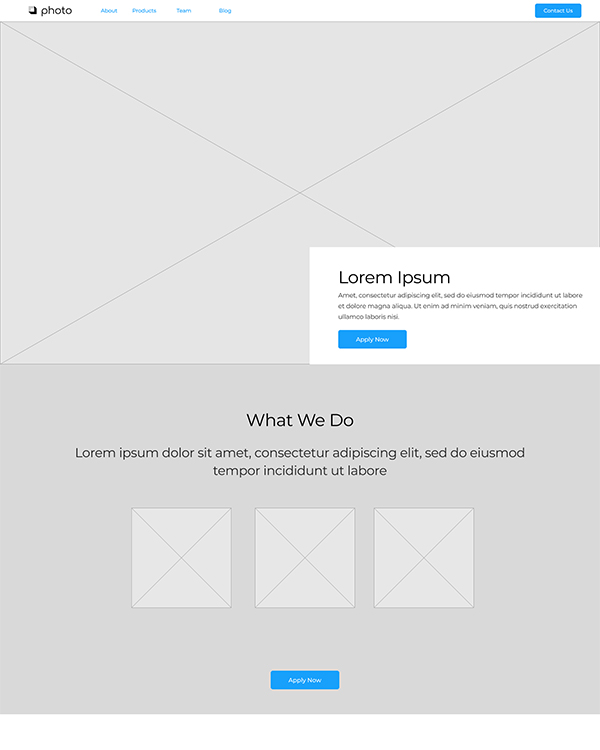 photo About Products Team Blog Contact Us
Lorem Ipsum
Amet, consectetur adipiscing elit, sed do eiusmod tempor incididunt ut labore
et dolore magna aliqua. Ut enim ad minim veniam, quis nostrud exercitation
ullamco laboris nisi.
Apply Now
What We Do
Lorem ipsum dolor sit amet, consectetur adipiscing elit, sed do eiusmod
tempor incididunt ut labore
Apply Now